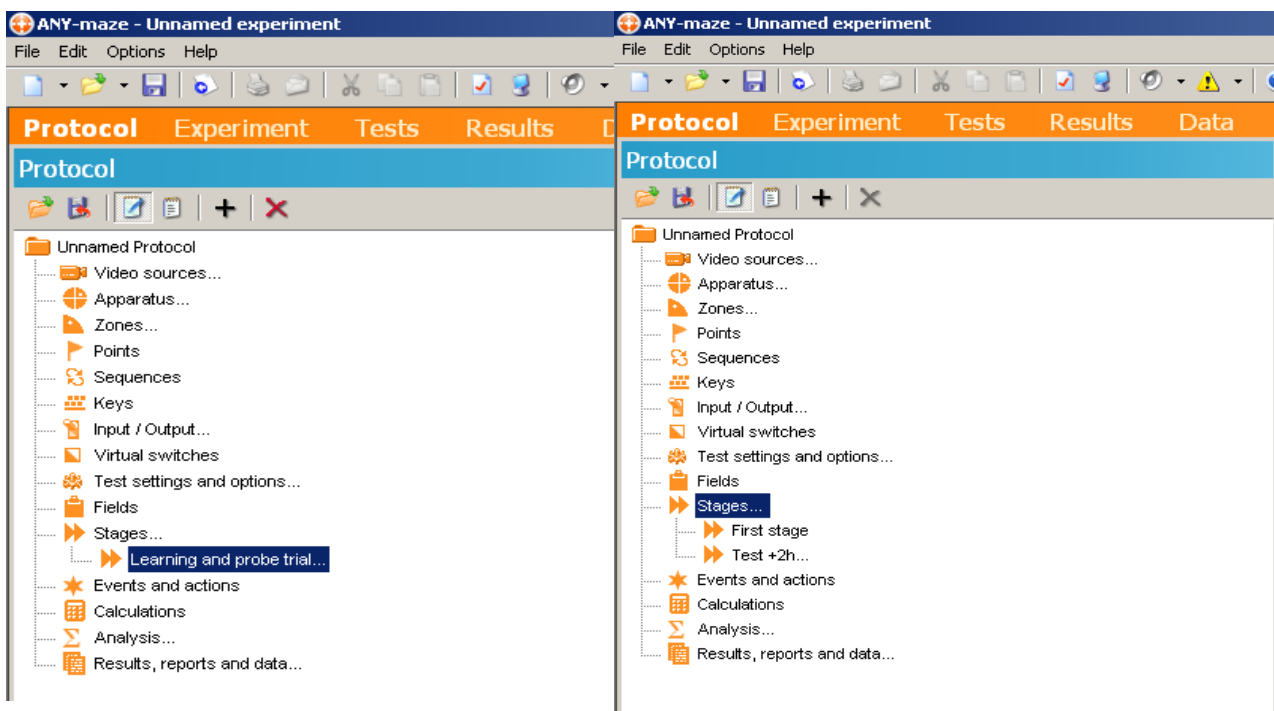 ANY-maze - Unnamed experiment
File Edit Options Help
Protocol Experiment Tests Results
Protocol
Unnamed Protocol
Video sources...
Apparatus...
Zones...
Points
Sequences
Keys
Input / Output...
Virtual switches
Test settings and options...
Fields
Stages...
Learning and probe trial...
Events and actions
Calculations
Analysis...
Results, reports and data...
ANY-maze - Unnamed experiment
File Edit Options Help
Protocol Experiment Tests Results Data
Protocol
Unnamed Protocol
Video sources...
Apparatus...
Zones...
Points
Sequences
Keys
Input / Output...
Virtual switches
Test settings and options...
Fields
Stages...
First stage
Test +2h...
Events and actions
Calculations
Analysis...
Results, reports and data...